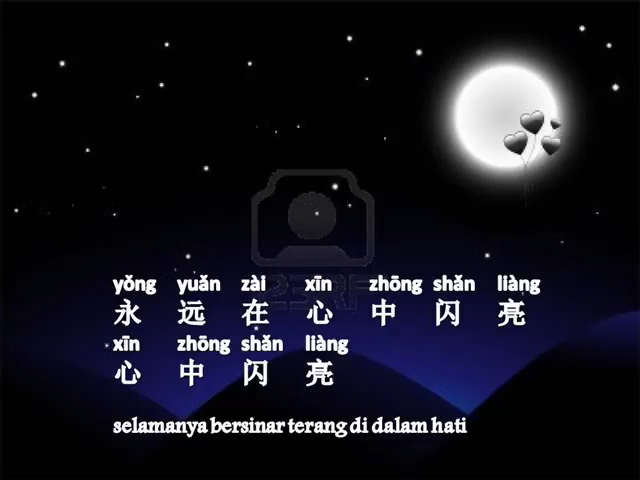 yǒng yuǎn zài xīn zhōng shǎn liàng
永 远 在 心 中 闪 亮
xīn zhōng shǎn liàng
心 中 闪 亮
selamanya bersinar terang di dalam hati